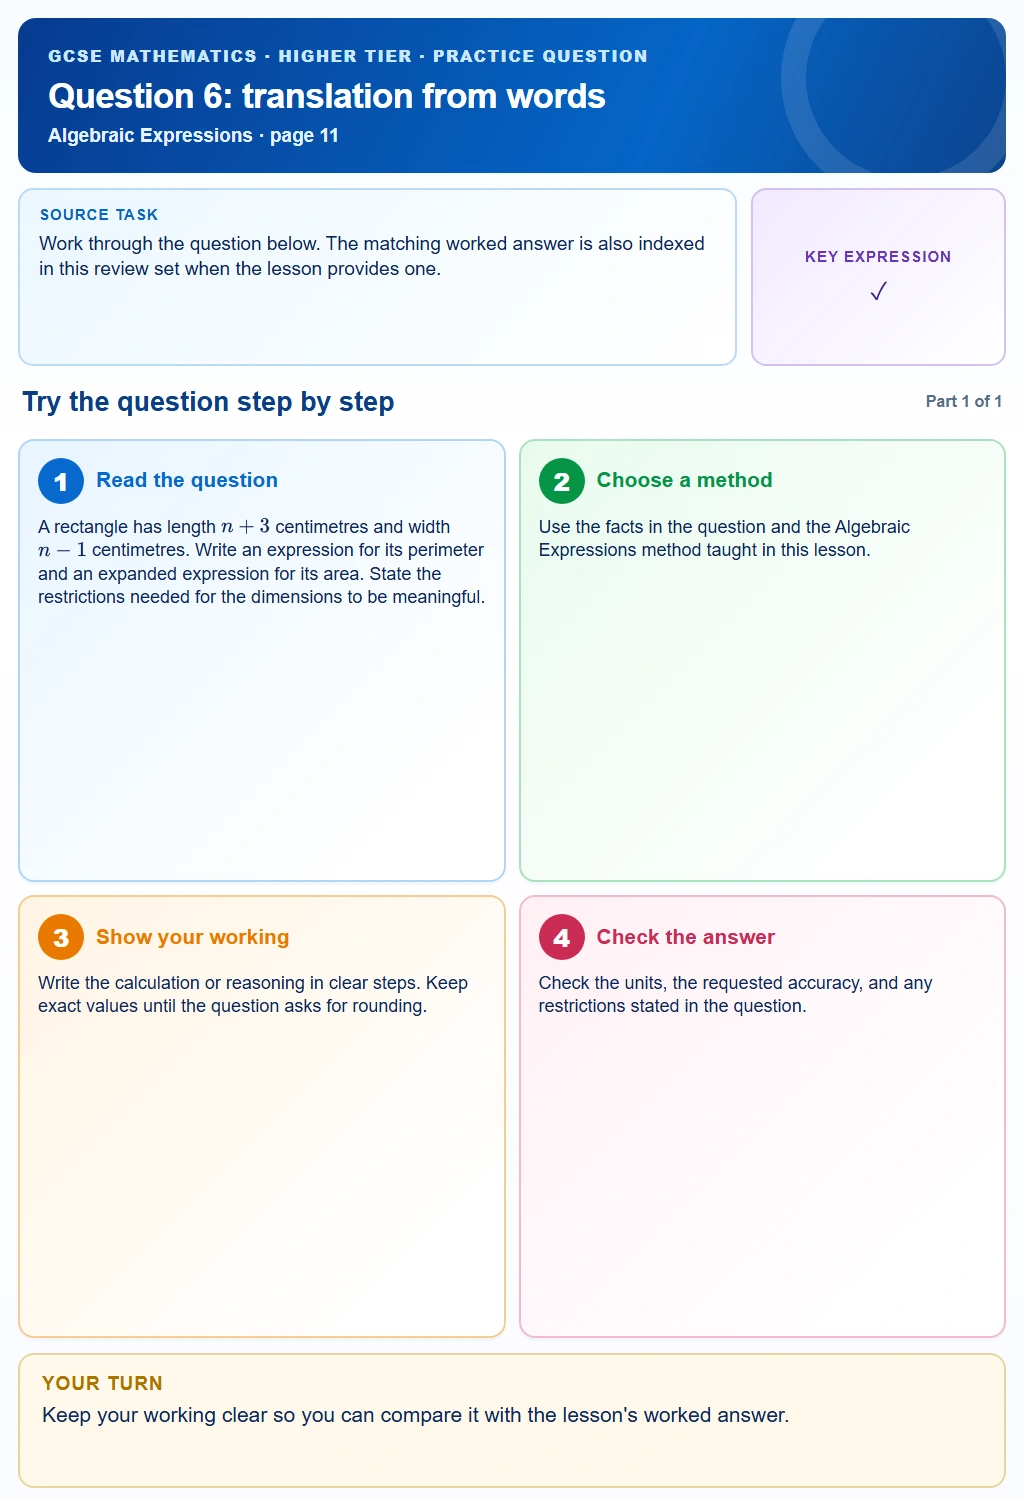 GCSE MATHEMATICS · HIGHER TIER · PRACTICE QUESTION
Question 6: translation from words
Algebraic Expressions · page 11
SOURCE TASK
Work through the question below. The matching worked answer is also indexed
in this review set when the lesson provides one.
KEY EXPRESSION
✓
Try the question step by step
Part 1 of 1
1 Read the question
A rectangle has length n + 3 centimetres and width
n − 1 centimetres. Write an expression for its perimeter
and an expanded expression for its area. State the
restrictions needed for the dimensions to be meaningful.
2 Choose a method
Use the facts in the question and the Algebraic
Expressions method taught in this lesson.
3 Show your working
Write the calculation or reasoning in clear steps. Keep
exact values until the question asks for rounding.
4 Check the answer
Check the units, the requested accuracy, and any
restrictions stated in the question.
YOUR TURN
Keep your working clear so you can compare it with the lesson's worked answer.